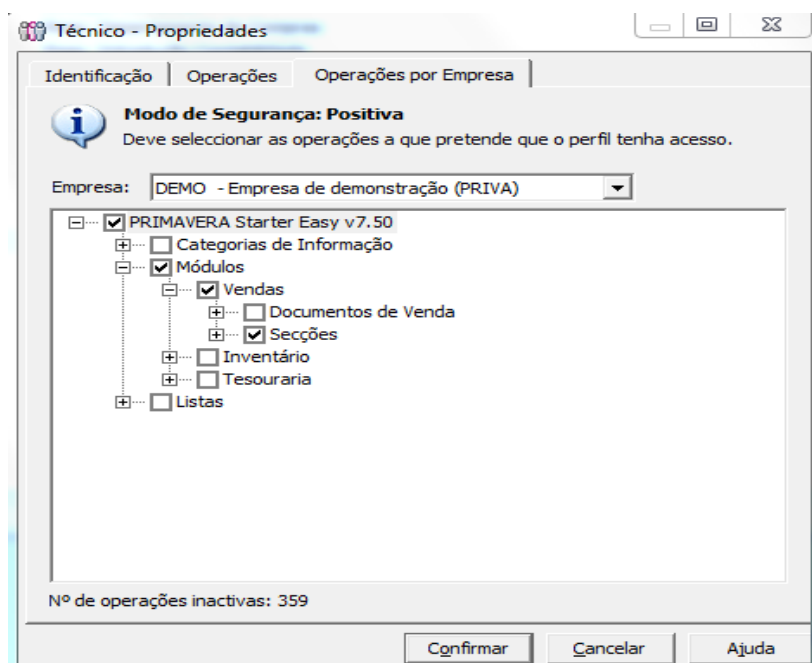 Técnico - Propriedades
Identificação Operações Operações por Empresa
Modo de Segurança: Positiva
Deve seleccionar as operações a que pretende que o perfil tenha acesso.
Empresa: DEMO - Empresa de demonstração (PRIVA)
PRIMAVERA Starter Easy v7.50
Categorias de Informação
Módulos
Vendas
Documentos de Venda
Secções
Inventário
Tesouraria
Listas
Nº de operações inactivas: 359
Confirmar Cancelar Ajuda